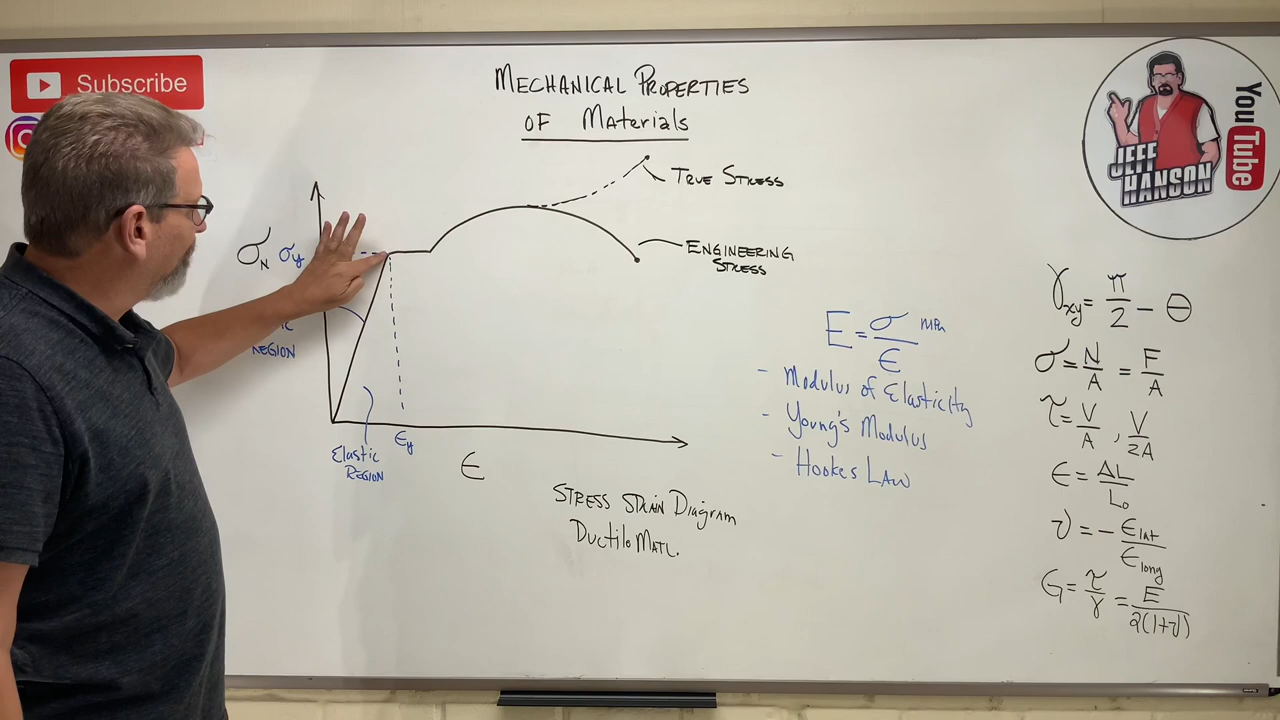 Subscribe
MECHANICAL PROPERTIES
OF Materials
TRUE STRESS
ENGINEERING
STRESS
σN σy
REGION
Elastic
REGION
εy
ε
STRESS STRAIN Diagram
Ductile MATL.
E = σ/ε MPa
- Modulus of Elasticity
- Young's Modulus
- Hookes LAW
JEFF
HANSON
YouTube
γxy = π/2 - θ
σ = N/A = F/A
τ = V/A , V/2A
ε = ΔL/L₀
ν = - εlat/εlong
G = τ/γ = E/2(1+ν)